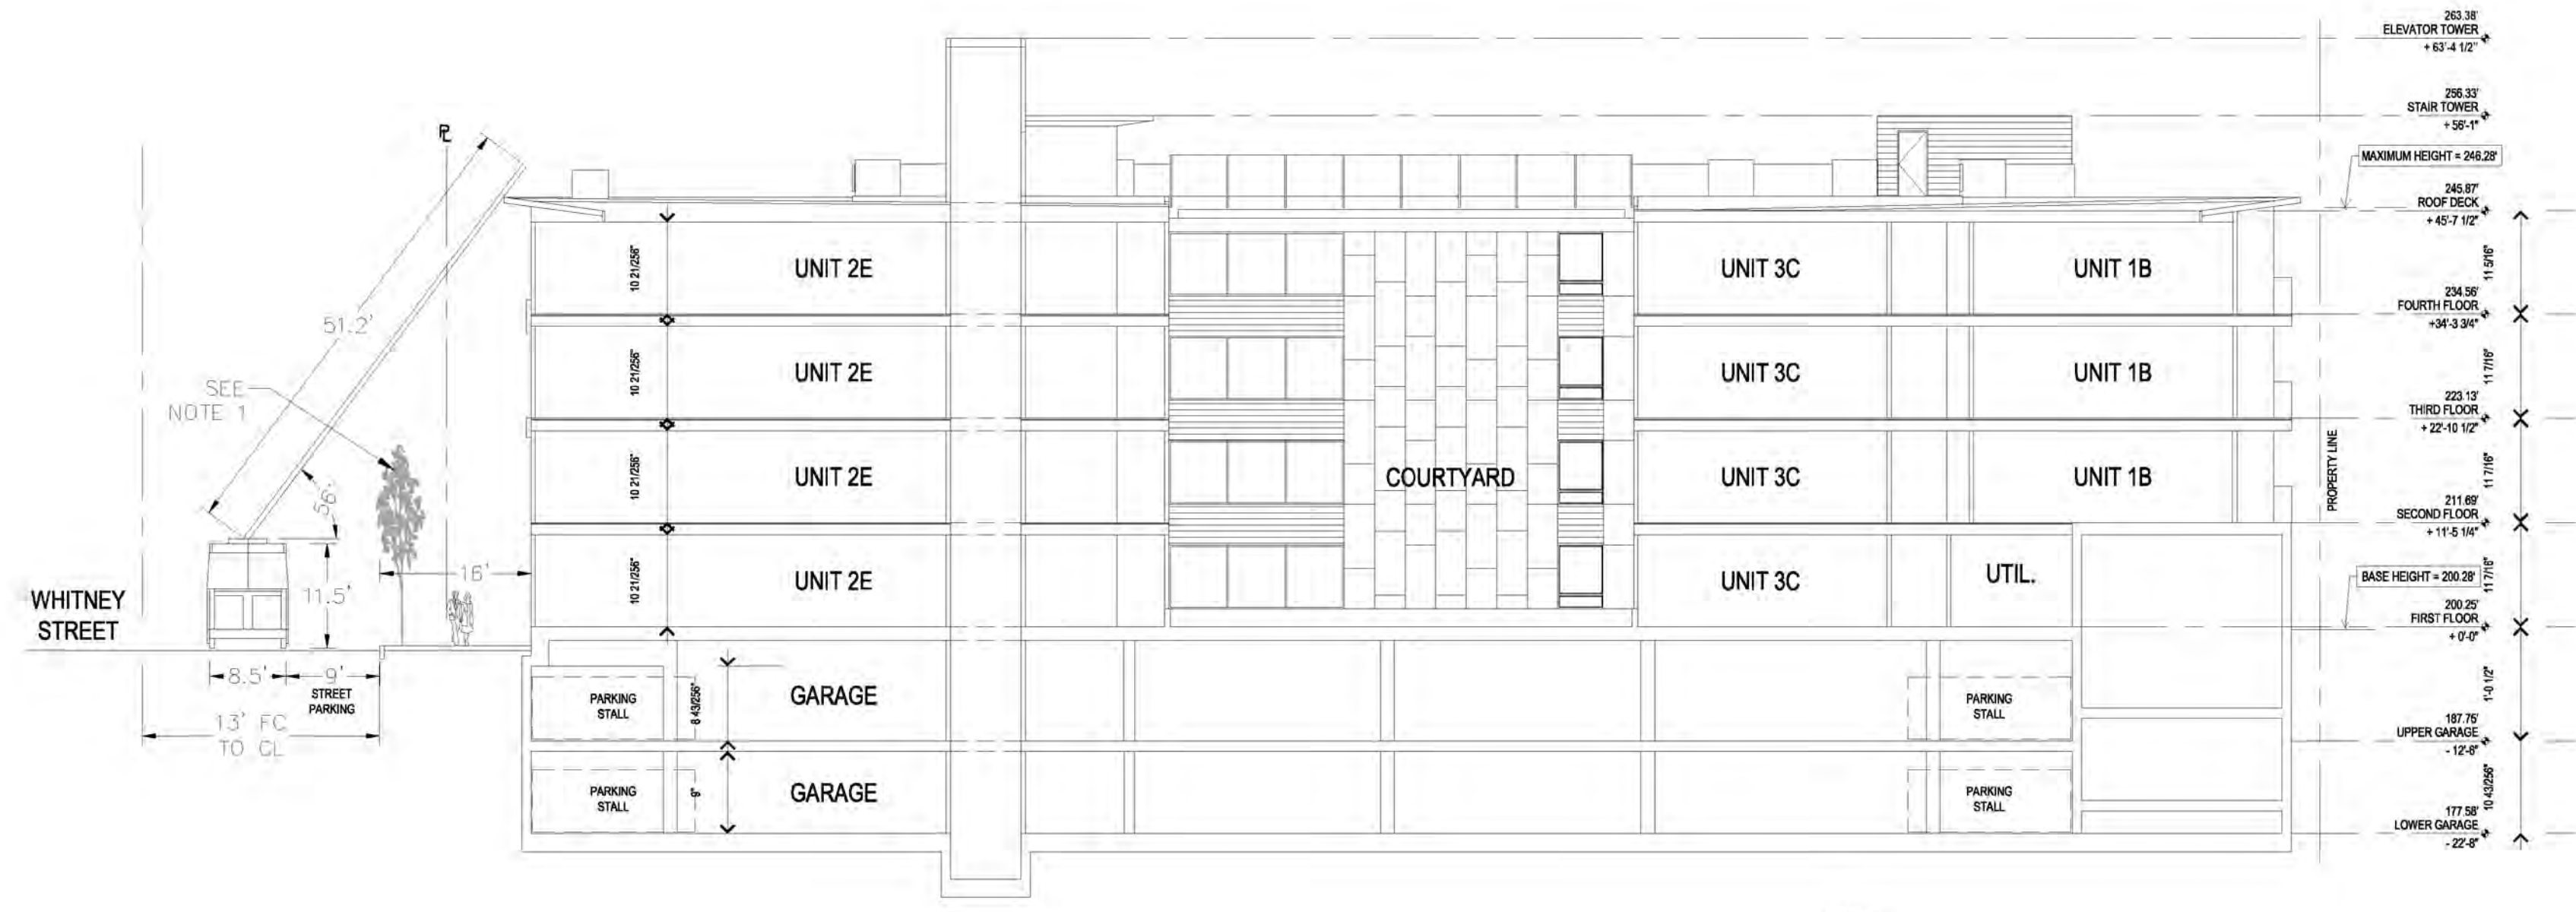 263.38'
ELEVATOR TOWER
+ 63'-4 1/2"
256.33'
STAIR TOWER
+ 56'-1"
PL
MAXIMUM HEIGHT = 246.28'
245.87'
ROOF DECK
+ 45'-7 1/2"
UNIT 2E
UNIT 3C
UNIT 1B
10 21/256"
11 5/16"
234.56'
FOURTH FLOOR
+34'-3 3/4"
51.2'
SEE
NOTE 1
UNIT 2E
UNIT 3C
UNIT 1B
10 21/256"
11 7/16"
223.13'
THIRD FLOOR
+ 22'-10 1/2"
56°
UNIT 2E
COURTYARD
UNIT 3C
UNIT 1B
10 21/256"
PROPERTY LINE
11 7/16"
211.69'
SECOND FLOOR
+ 11'-5 1/4"
16'
11.5'
WHITNEY
STREET
UNIT 2E
UNIT 3C
UTIL.
10 21/256"
BASE HEIGHT = 200.28'
11 7/16"
200.25'
FIRST FLOOR
+ 0'-0"
8.5'
9'
STREET
PARKING
13' FC
TO CL
PARKING
STALL
8 43/256"
GARAGE
PARKING
STALL
1'-0 1/2"
187.75'
UPPER GARAGE
- 12'-6"
PARKING
STALL
9"
GARAGE
PARKING
STALL
10 43/256"
177.58'
LOWER GARAGE
- 22'-8"